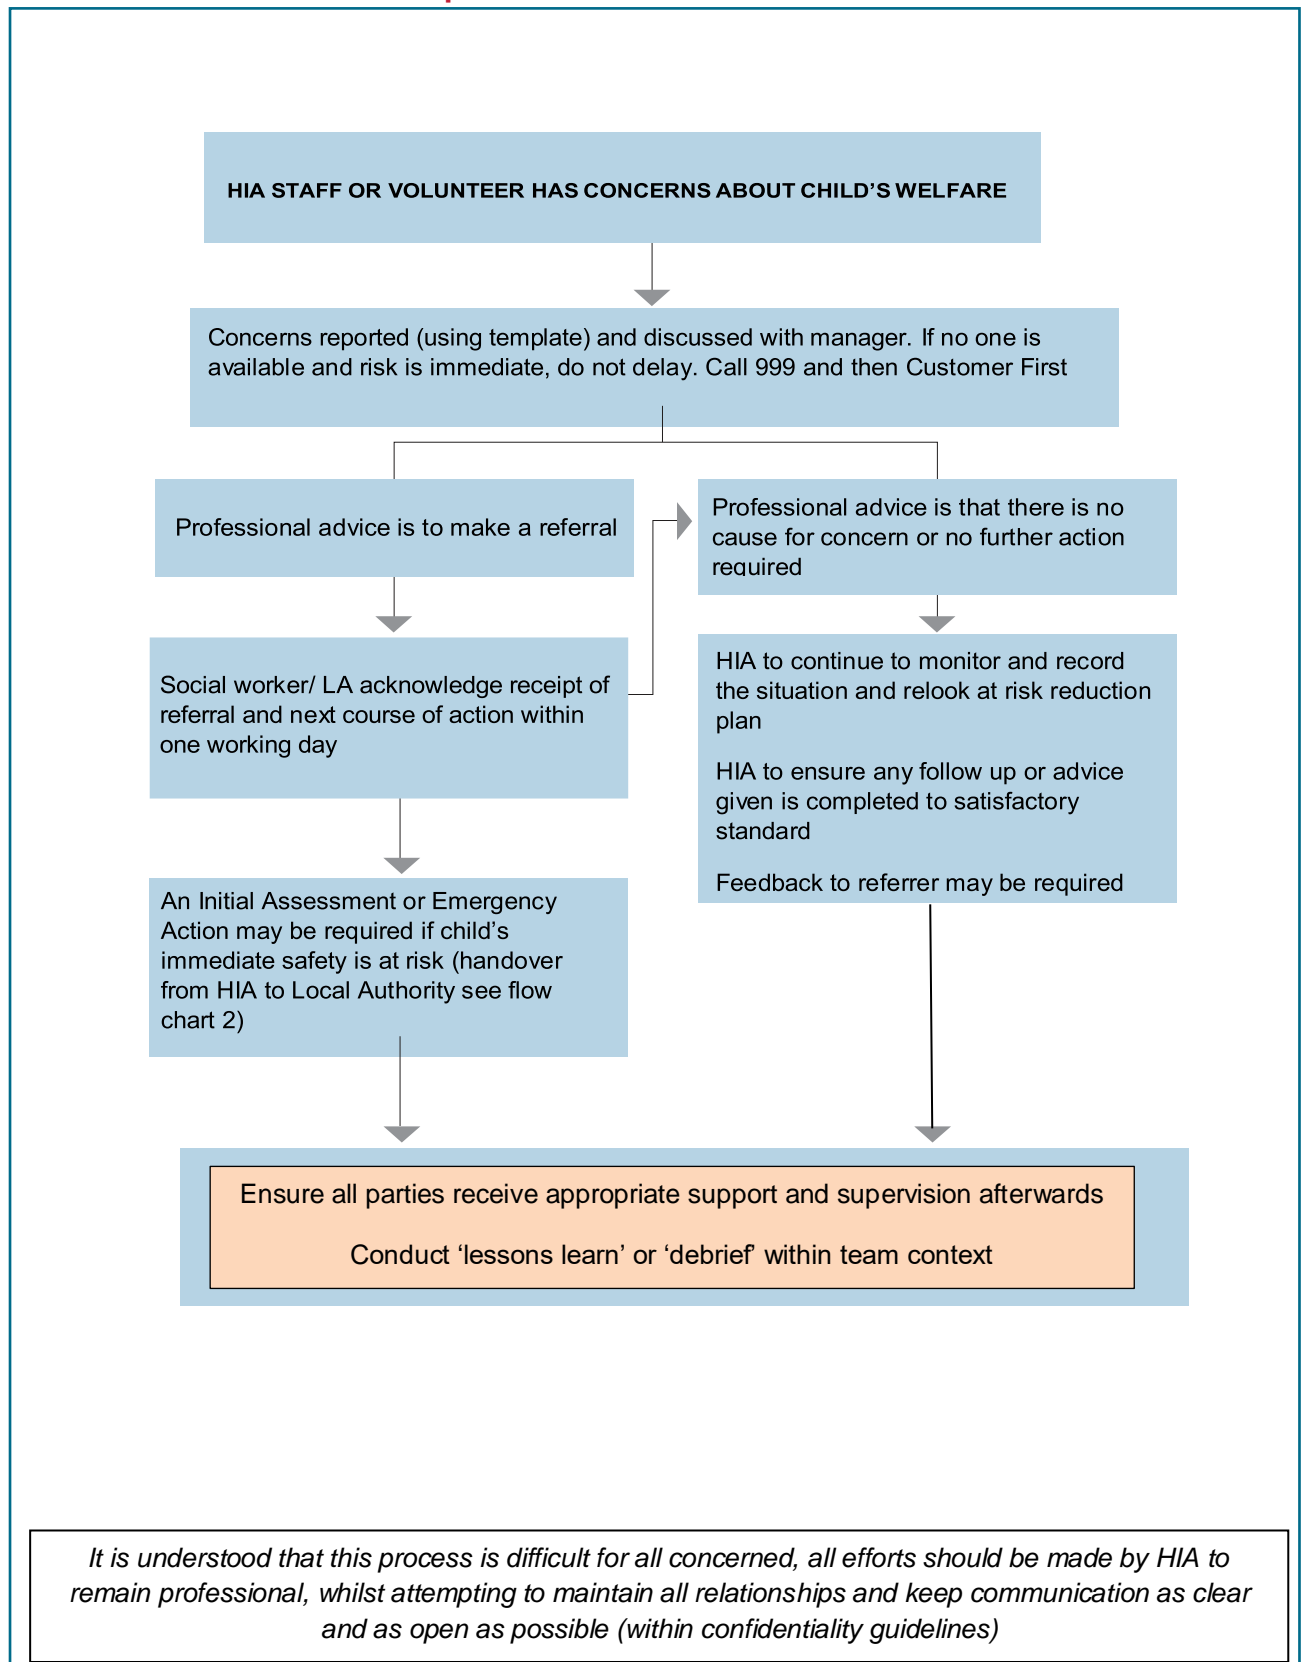 HIA STAFF OR VOLUNTEER HAS CONCERNS ABOUT CHILD’S WELFARE
Concerns reported (using template) and discussed with manager. If no one is
available and risk is immediate, do not delay. Call 999 and then Customer First
Professional advice is to make a referral
Professional advice is that there is no
cause for concern or no further action
required
Social worker/ LA acknowledge receipt of
referral and next course of action within
one working day
HIA to continue to monitor and record
the situation and relook at risk reduction
plan
HIA to ensure any follow up or advice
given is completed to satisfactory
standard
Feedback to referrer may be required
An Initial Assessment or Emergency
Action may be required if child’s
immediate safety is at risk (handover
from HIA to Local Authority see flow
chart 2)
Ensure all parties receive appropriate support and supervision afterwards
Conduct ‘lessons learn’ or ‘debrief’ within team context
It is understood that this process is difficult for all concerned, all efforts should be made by HIA to
remain professional, whilst attempting to maintain all relationships and keep communication as clear
and as open as possible (within confidentiality guidelines)